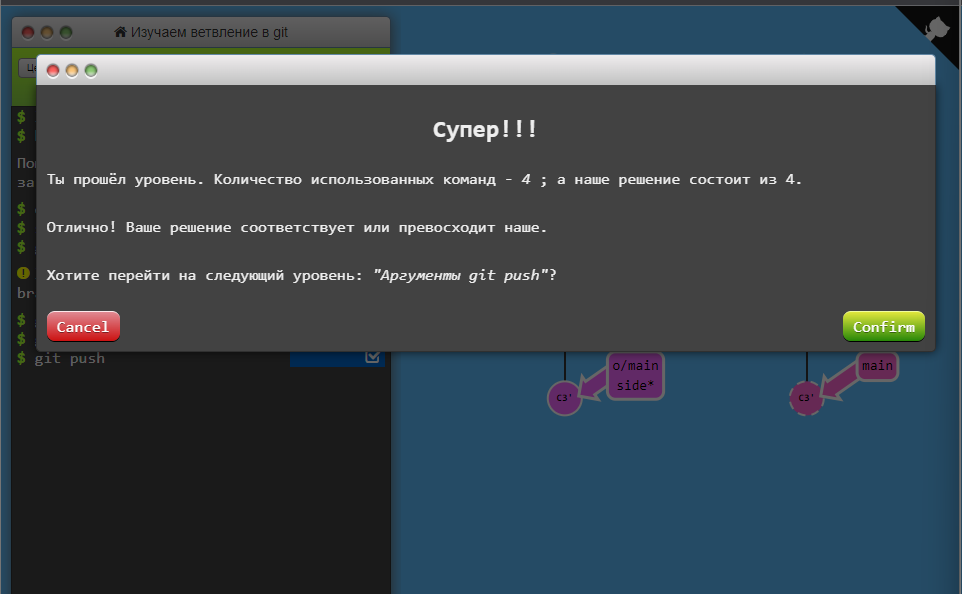 Изучаем ветвление в git
$
$
$
$
$
$
$
$ git push
Супер!!!
Ты прошёл уровень. Количество использованных команд - 4 ; а наше решение состоит из 4.
Отлично! Ваше решение соответствует или превосходит наше.
Хотите перейти на следующий уровень: "Аргументы git push"?
Cancel
Confirm
o/main
side*
main
c3'
c3'